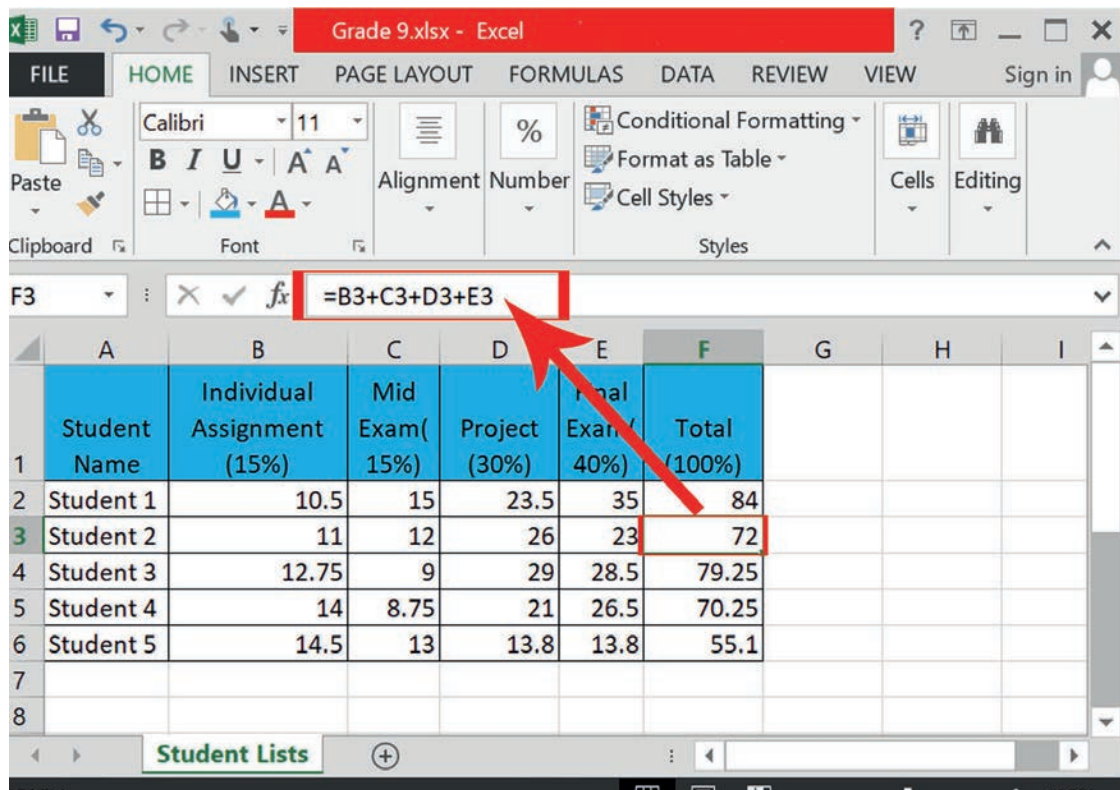 Grade 9.xlsx - Excel
?
FILE HOME INSERT PAGE LAYOUT FORMULAS DATA REVIEW VIEW Sign in
Calibri 11
% Conditional Formatting
B I U A A
Format as Table
Paste Alignment Number Cells Editing
Cell Styles
A
Clipboard Font Styles
F3 fx =B3+C3+D3+E3
A B C D E F G H I
Individual Mid Final
Student Assignment Exam( Project Exam( Total
1 Name (15%) 15%) (30%) 40%) (100%)
2 Student 1 10.5 15 23.5 35 84
3 Student 2 11 12 26 23 72
4 Student 3 12.75 9 29 28.5 79.25
5 Student 4 14 8.75 21 26.5 70.25
6 Student 5 14.5 13 13.8 13.8 55.1
7
8
Student Lists